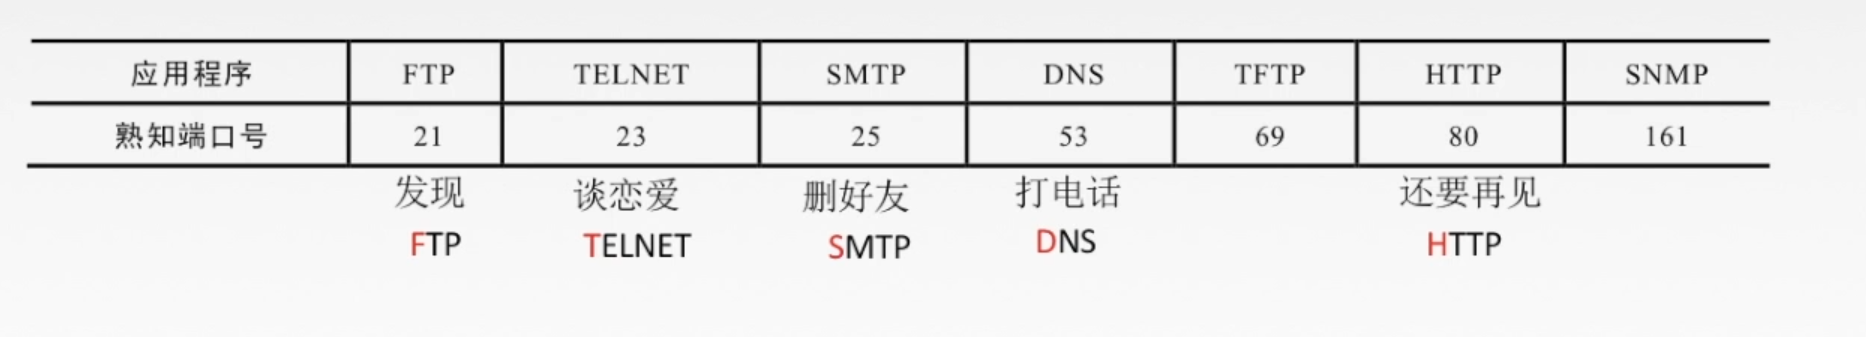 应用程序 FTP TELNET SMTP DNS TFTP HTTP SNMP
熟知端口号 21 23 25 53 69 80 161
发现 谈恋爱 删好友 打电话 还要再见
FTP TELNET SMTP DNS HTTP